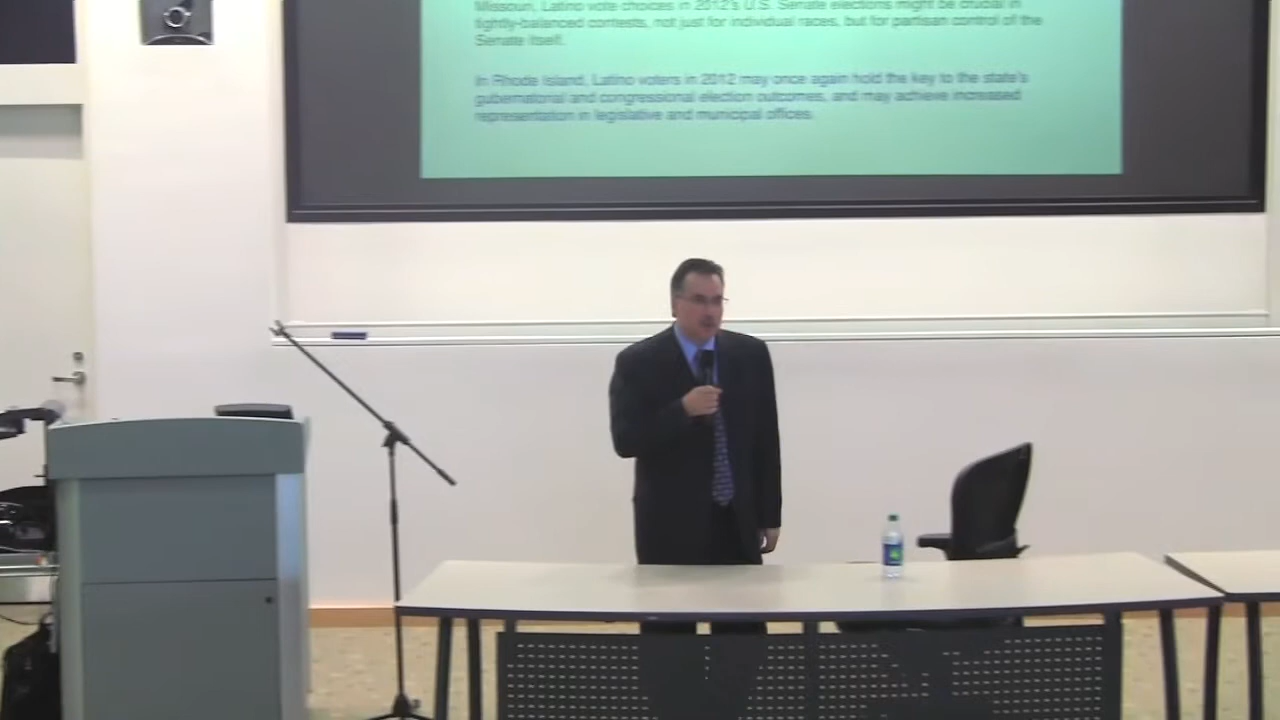 Missouri, Latino vote choices in 2012's U.S. Senate elections might be crucial in
tightly-balanced contests, not just for individual races, but for partisan control of the
Senate itself.
In Rhode Island, Latino voters in 2012 may once again hold the key to the state's
gubernatorial and congressional election outcomes, and may achieve increased
representation in legislative and municipal offices.